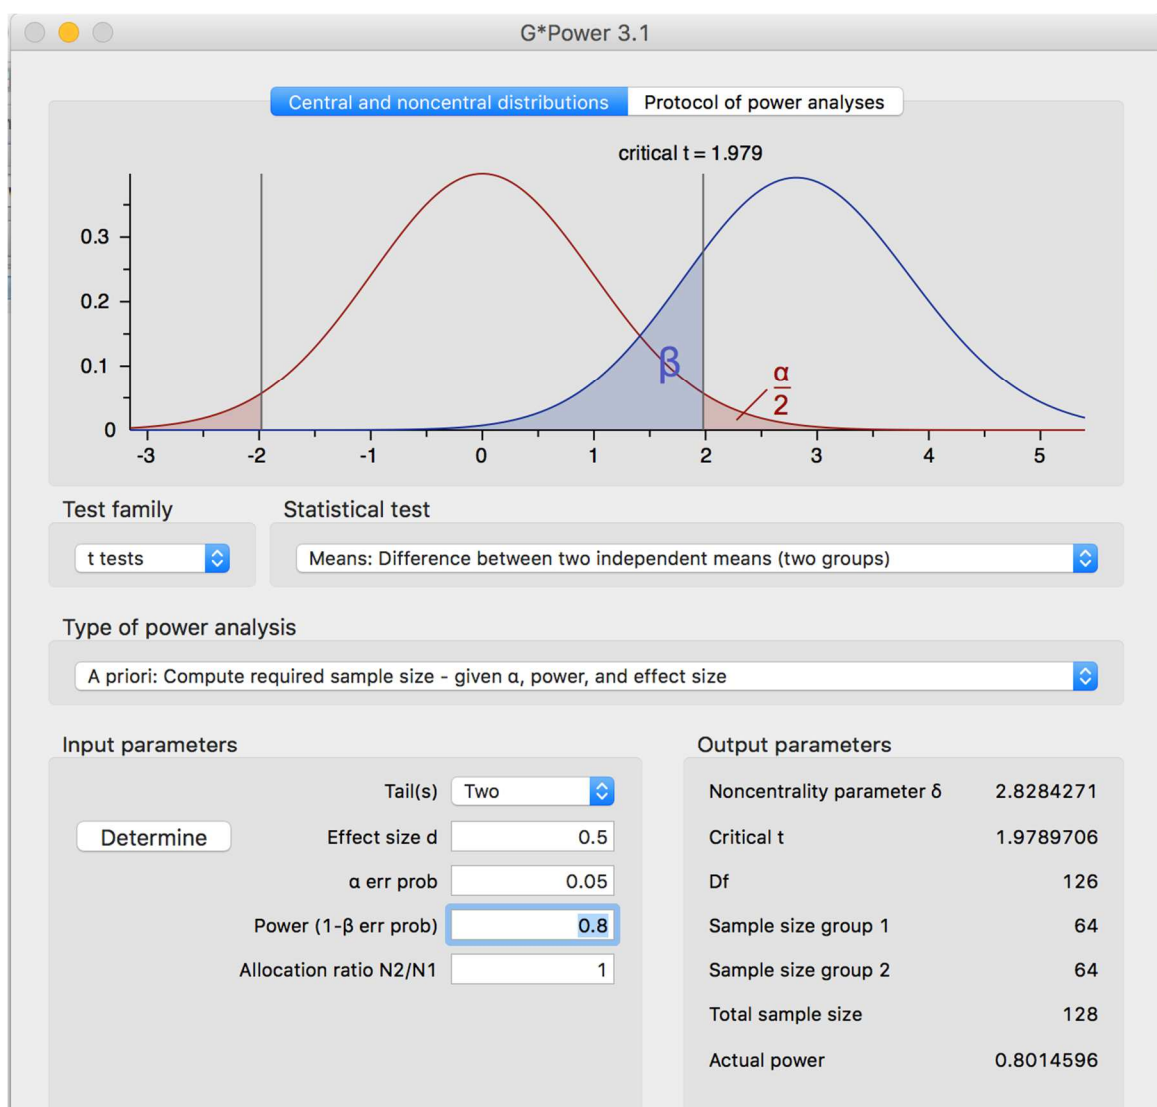 G*Power 3.1
Central and noncentral distributions
Protocol of power analyses
critical t = 1.979
0.3
0.2
0.1
0
β
α
2
-3 -2 -1 0 1 2 3 4 5
Test family
Statistical test
t tests
Means: Difference between two independent means (two groups)
Type of power analysis
A priori: Compute required sample size - given α, power, and effect size
Input parameters
Tail(s) Two
Determine
Effect size d 0.5
α err prob 0.05
Power (1-β err prob) 0.8
Allocation ratio N2/N1 1
Output parameters
Noncentrality parameter δ 2.8284271
Critical t 1.9789706
Df 126
Sample size group 1 64
Sample size group 2 64
Total sample size 128
Actual power 0.8014596